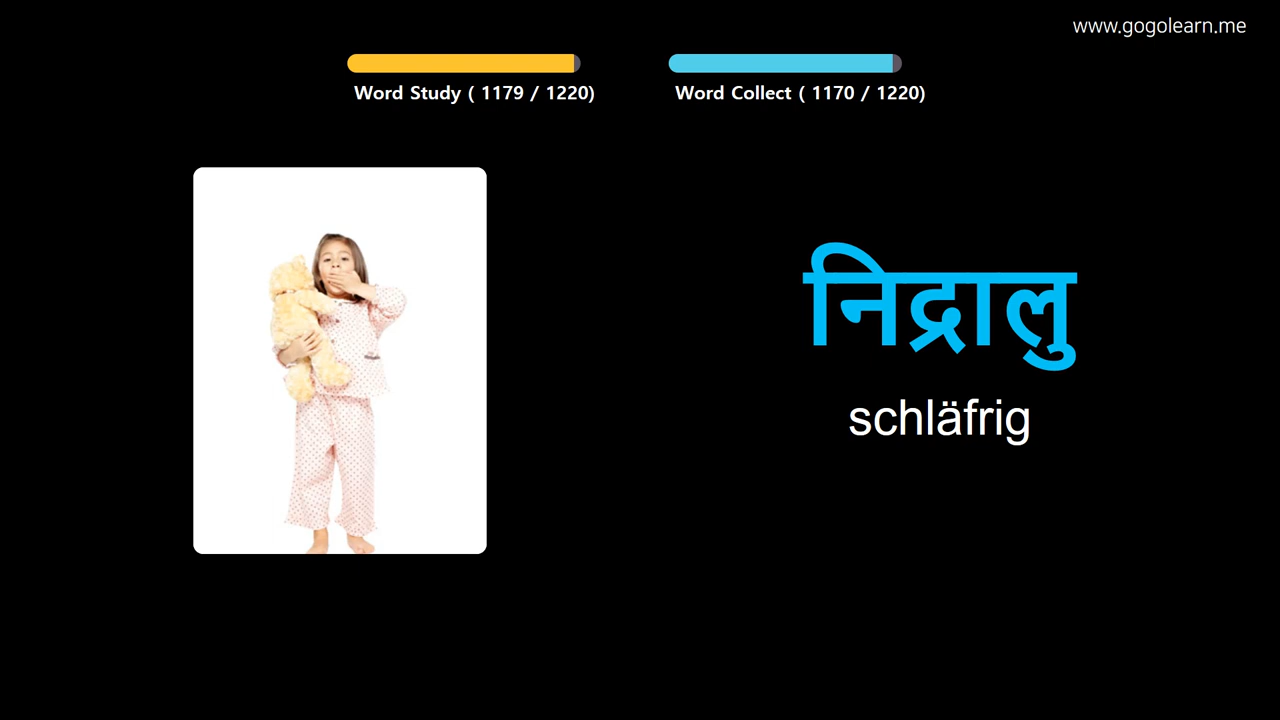 www.gogolearn.me
Word Study ( 1179 / 1220)
Word Collect ( 1170 / 1220)
निद्रालु
schläfrig